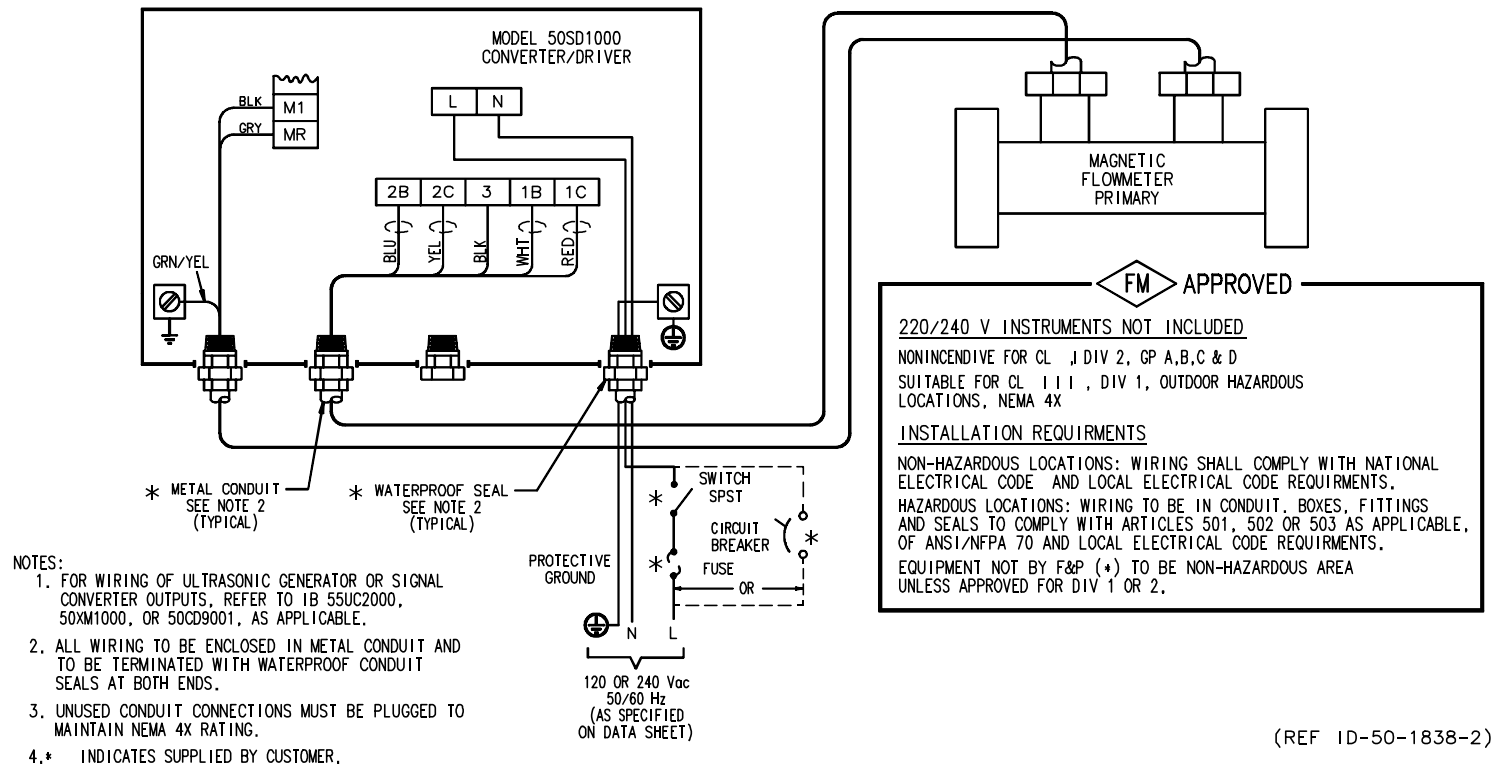 MODEL 50SD1000
CONVERTER/DRIVER
BLK
M1
GRY
MR
L N
2B 2C 3 1B 1C
BLU
YEL
BLK
WHT
RED
GRN/YEL
MAGNETIC
FLOWMETER
PRIMARY
FM APPROVED
220/240 V INSTRUMENTS NOT INCLUDED
NONINCENDIVE FOR CL , I DIV 2, GP A,B,C & D
SUITABLE FOR CL III , DIV 1, OUTDOOR HAZARDOUS
LOCATIONS, NEMA 4X
INSTALLATION REQUIRMENTS
NON-HAZARDOUS LOCATIONS: WIRING SHALL COMPLY WITH NATIONAL
ELECTRICAL CODE AND LOCAL ELECTRICAL CODE REQUIRMENTS.
HAZARDOUS LOCATIONS: WIRING TO BE IN CONDUIT. BOXES, FITTINGS
AND SEALS TO COMPLY WITH ARTICLES 501, 502 OR 503 AS APPLICABLE,
OF ANSI/NFPA 70 AND LOCAL ELECTRICAL CODE REQUIRMENTS.
EQUIPMENT NOT BY F&P (*) TO BE NON-HAZARDOUS AREA
UNLESS APPROVED FOR DIV 1 OR 2.
* METAL CONDUIT
SEE NOTE 2
(TYPICAL)
* WATERPROOF SEAL
SEE NOTE 2
(TYPICAL)
* SWITCH
SPST
CIRCUIT
BREAKER *
* FUSE
OR
PROTECTIVE
GROUND
N L
120 OR 240 Vac
50/60 Hz
(AS SPECIFIED
ON DATA SHEET)
NOTES:
1. FOR WIRING OF ULTRASONIC GENERATOR OR SIGNAL
CONVERTER OUTPUTS, REFER TO IB 55UC2000,
50XM1000, OR 50CD9001, AS APPLICABLE.
2. ALL WIRING TO BE ENCLOSED IN METAL CONDUIT AND
TO BE TERMINATED WITH WATERPROOF CONDUIT
SEALS AT BOTH ENDS.
3. UNUSED CONDUIT CONNECTIONS MUST BE PLUGGED TO
MAINTAIN NEMA 4X RATING.
4.* INDICATES SUPPLIED BY CUSTOMER.
(REF ID-50-1838-2)